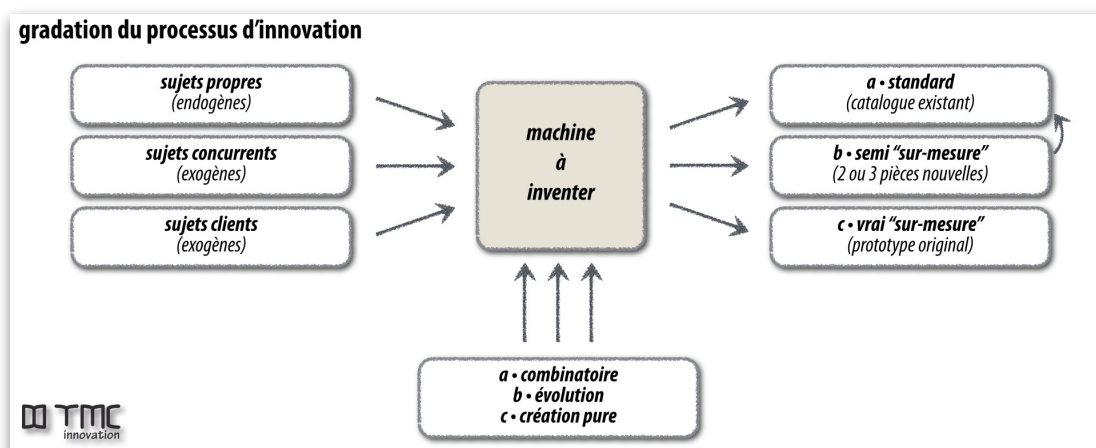 gradation du processus d’innovation
sujets propres
(endogènes)
sujets concurrents
(exogènes)
sujets clients
(exogènes)
machine
à
inventer
a • standard
(catalogue existant)
b • semi “sur-mesure”
(2 ou 3 pièces nouvelles)
c • vrai “sur-mesure”
(prototype original)
a • combinatoire
b • évolution
c • création pure
TMC
innovation